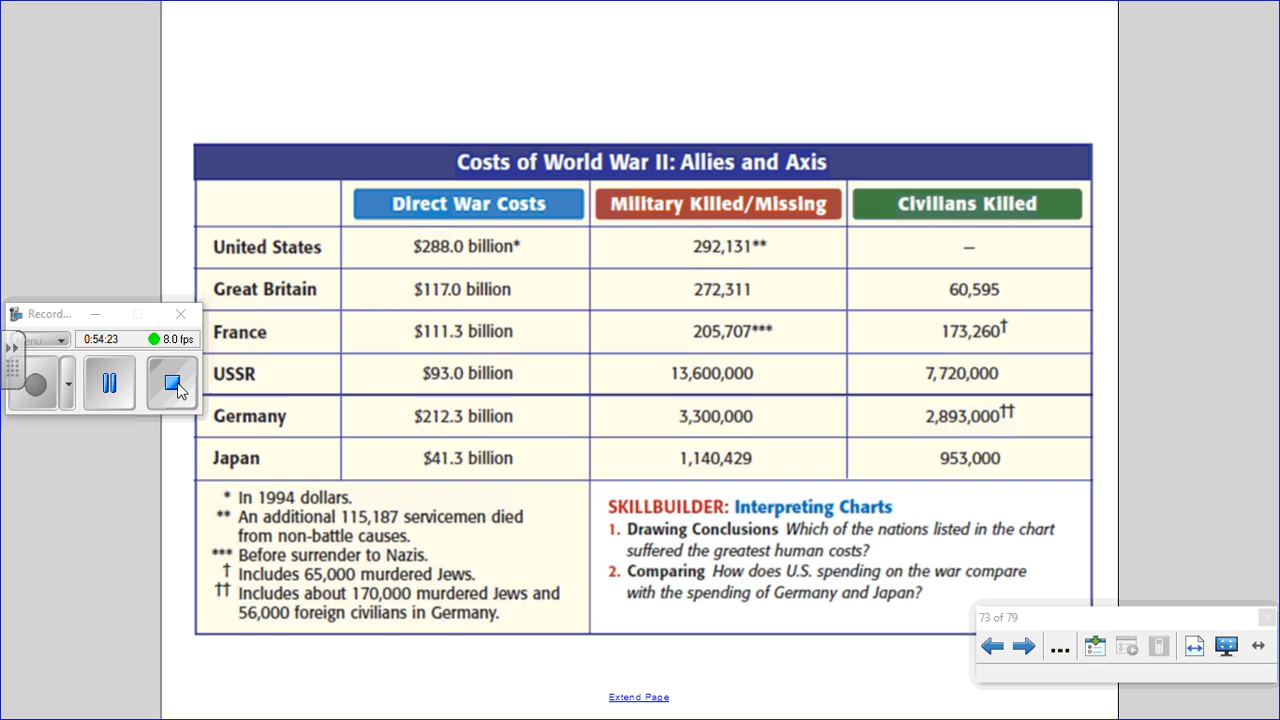 Costs of World War II: Allies and Axis
Direct War Costs Military Killed/Missing Civilians Killed
United States $288.0 billion* 292,131** –
Great Britain $117.0 billion 272,311 60,595
France $111.3 billion 205,707*** 173,260†
USSR $93.0 billion 13,600,000 7,720,000
Germany $212.3 billion 3,300,000 2,893,000††
Japan $41.3 billion 1,140,429 953,000
* In 1994 dollars.
** An additional 115,187 servicemen died
from non-battle causes.
*** Before surrender to Nazis.
† Includes 65,000 murdered Jews.
†† Includes about 170,000 murdered Jews and
56,000 foreign civilians in Germany.
SKILLBUILDER: Interpreting Charts
1. Drawing Conclusions Which of the nations listed in the chart
suffered the greatest human costs?
2. Comparing How does U.S. spending on the war compare
with the spending of Germany and Japan?
Record...
0:54:23 8.0 fps
73 of 79
Extend Page